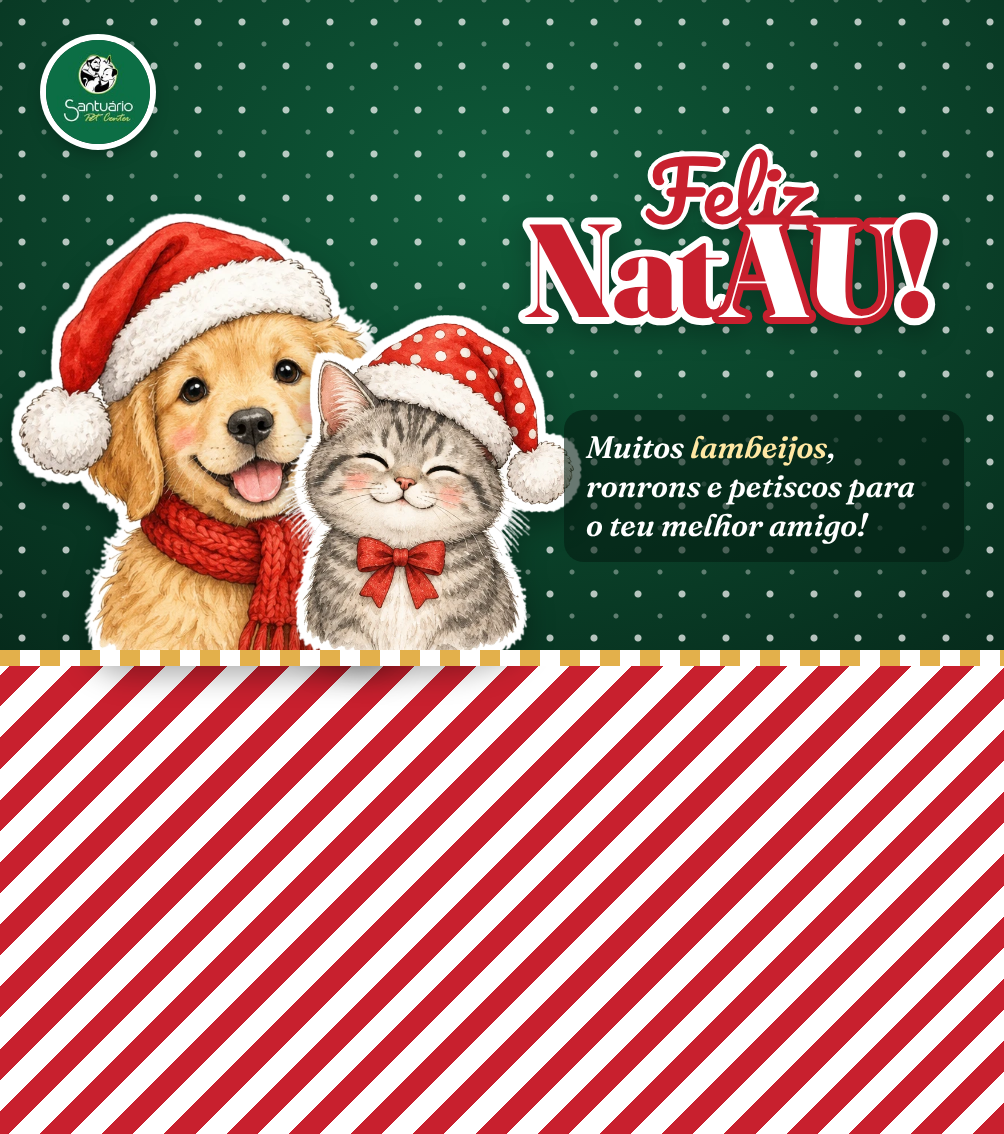 Santuário
Pet Center
Feliz
NatAU!
Muitos lambeijos,
ronrons e petiscos para
o teu melhor amigo!